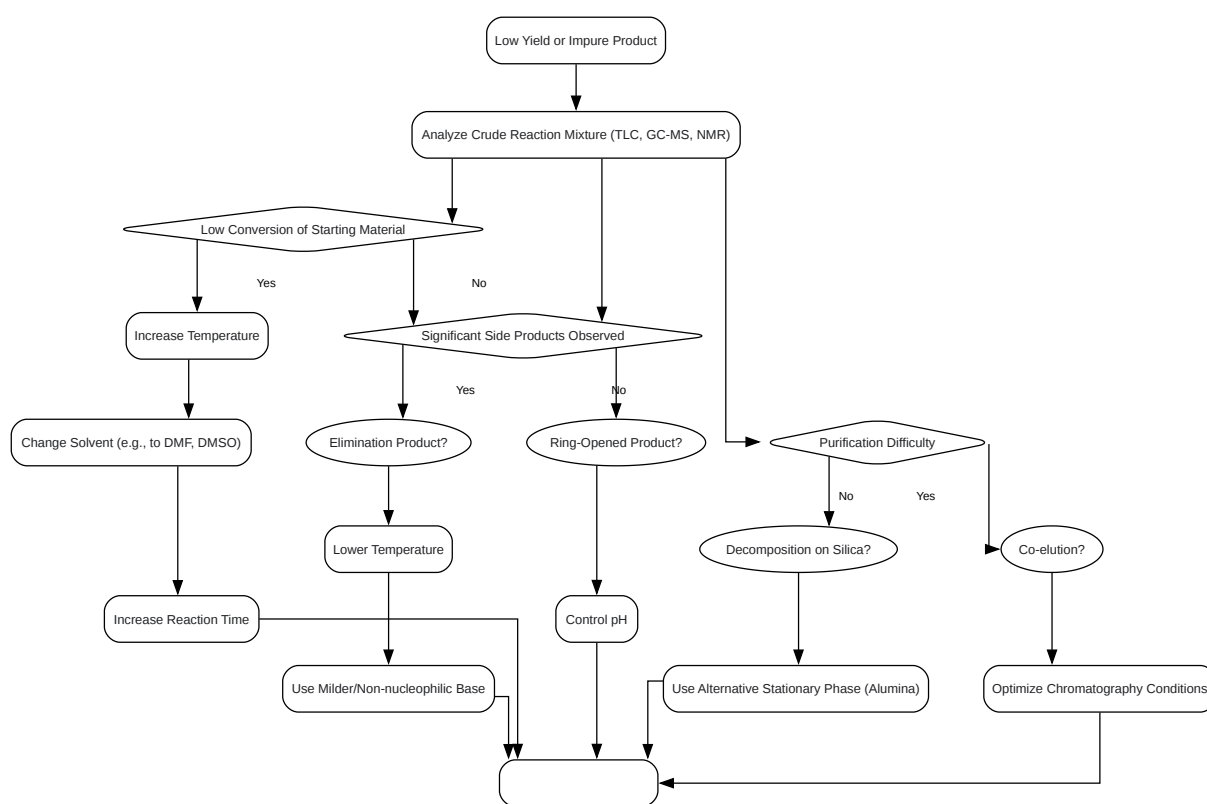 Low Yield or Impure Product
Analyze Crude Reaction Mixture (TLC, GC-MS, NMR)
Low Conversion of Starting Material
Yes
No
Increase Temperature
Significant Side Products Observed
Yes
No
Change Solvent (e.g., to DMF, DMSO)
Elimination Product?
Ring-Opened Product?
Purification Difficulty
No
Yes
Lower Temperature
Decomposition on Silica?
Co-elution?
Increase Reaction Time
Control pH
Use Milder/Non-nucleophilic Base
Use Alternative Stationary Phase (Alumina)
Optimize Chromatography Conditions